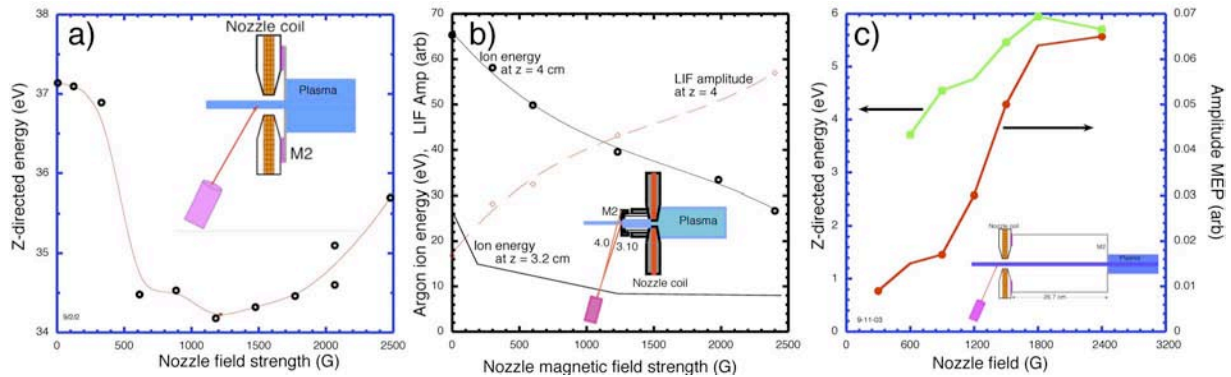 a)
Z-directed energy (eV)
38
37
36
35
34
Nozzle coil
Plasma
M2
0
500
1000
1500
2000
2500
Nozzle field strength (G)
b)
Argon ion energy (eV), LIF Amp (arb)
70
60
50
40
30
20
10
0
Ion energy
at z = 4 cm
LIF amplitude
at z = 4
M2
Plasma
4.0
3.10
Ion energy
at z = 3.2 cm
Nozzle coil
0
500
1000
1500
2000
2500
Nozzle magnetic field strength (G)
c)
Z-directed energy (eV)
6
5
4
3
2
1
0
Nozzle coil
M2
Plasma
9-11-03
0
600
1200
1800
2400
3200
Nozzle field (G)
0.07
0.06
0.05
0.04
0.03
0.02
0.01
0
Amplitude MEP (arb)